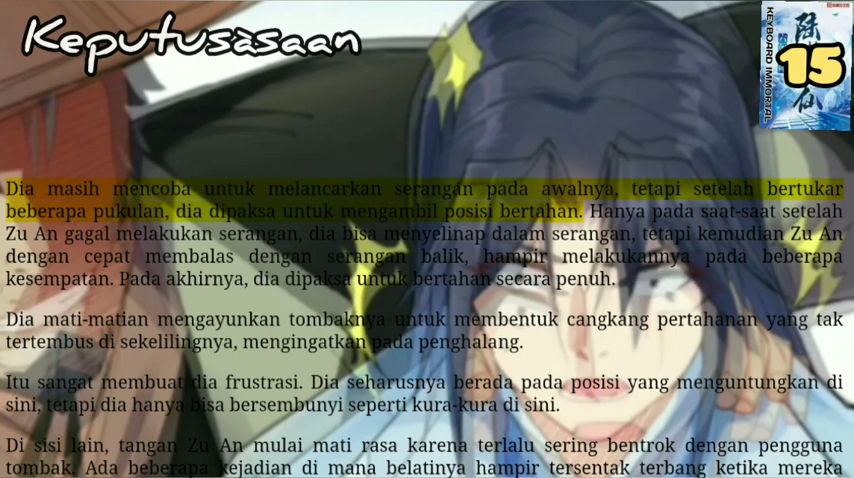 Keputusàsaan
KEYBOARD IMMORTAL
15
Dia masih mencoba untuk melancarkan serangan pada awalnya, tetapi setelah bertukar
beberapa pukulan, dia dipaksa untuk mengambil posisi bertahan. Hanya pada saat-saat setelah
Zu An gagal melakukan serangan, dia bisa menyelinap dalam serangan, tetapi kemudian Zu An
dengan cepat membalas dengan serangan balik, hampir melakukannya pada beberapa
kesempatan. Pada akhirnya, dia dipaksa untuk bertahan secara penuh.
Dia mati-matian mengayunkan tombaknya untuk membentuk cangkang pertahanan yang tak
tertembus di sekelilingnya, mengingatkan pada penghalang.
Itu sangat membuat dia frustrasi. Dia seharusnya berada pada posisi yang menguntungkan di
sini, tetapi dia hanya bisa bersembunyi seperti kura-kura di sini.
Di sisi lain, tangan Zu An mulai mati rasa karena terlalu sering bentrok dengan pengguna
tombak. Ada beberapa kejadian di mana belatinya hampir tersentak terbang ketika mereka